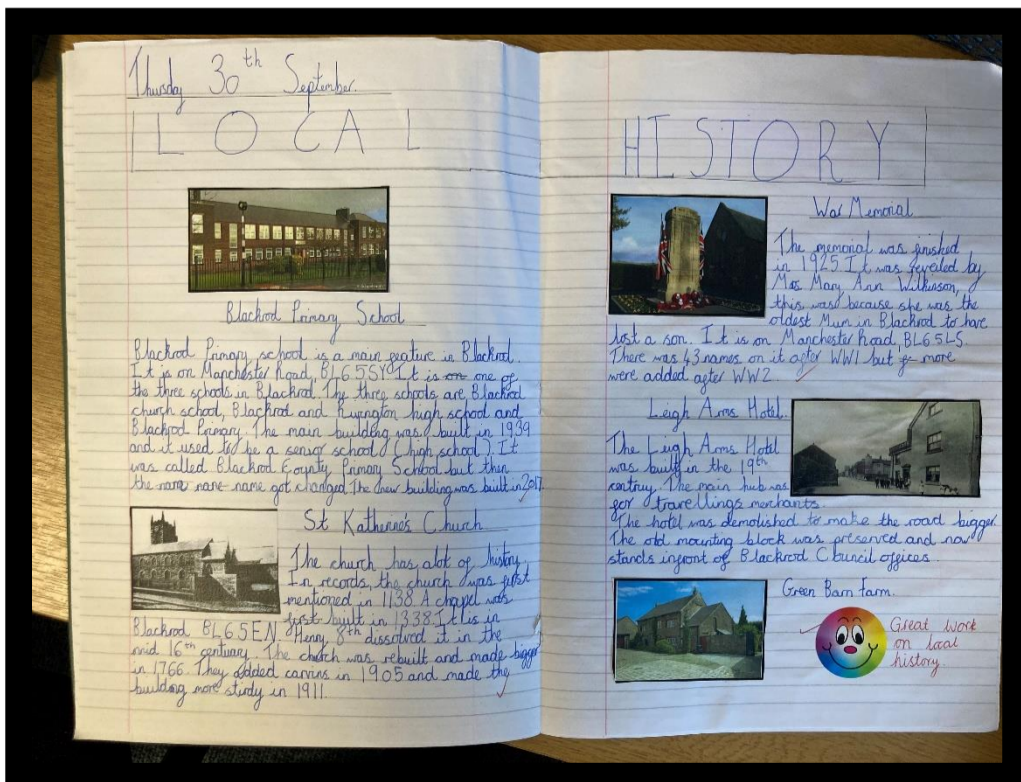 Thursday 30th September.
LOCAL
Blackrod Primary School
Blackrod Primary school is a main feature in Blackrod.
It is on Manchester Road, BL6 5SY. It is on one of
the three schools in Blackrod. The three schools are Blackrod
church school, Blackrod and Rivington high school and
Blackrod Primary. The main building was built in 1939
and it used to be a senior school (high school). It
was called Blackrod County Primary School but then
the name got changed. The new building was built in 2017
St Katherine's Church
The church has alot of history.
In records, the church was first
mentioned in 1138. A chapel was
first built in 1338. It is in
Blackrod BL6 5EN. Henry 8th dissolved it in the
mid 16th centuary. The church was rebuilt and made bigger
in 1766. They added carvins in 1905 and made the
building more sturdy in 1911.
HISTORY
War Memorial
The memorial was finished
in 1925. It was revealed by
Mrs Mary Ann Wilkinson,
this was because she was the
oldest Mum in Blackrod to have
lost a son. It is on Manchester Road, BL6 5LS.
There was 43 names on it after WW1 but more
were added after WW2.
Leigh Arms Hotel.
The Leigh Arms Hotel
was built in the 19th
centruy. The main hub was
for travellings merchants.
The hotel was demolished to make the road bigger.
The old mounting block was preserved and now
stands infront of Blackrod Council offices.
Green Barn Farm.
Great work
on local
history.